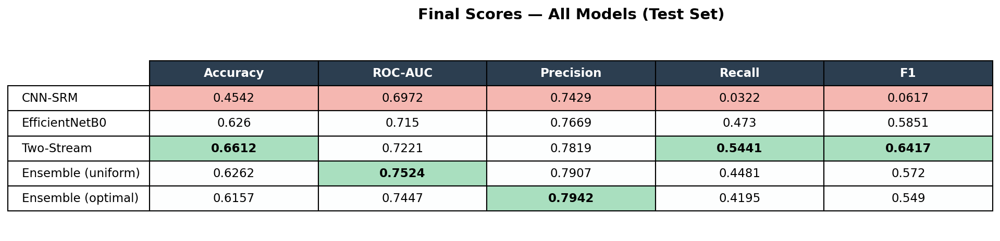 Final Scores — All Models (Test Set)
Accuracy ROC-AUC Precision Recall F1
CNN-SRM 0.4542 0.6972 0.7429 0.0322 0.0617
EfficientNetB0 0.626 0.715 0.7669 0.473 0.5851
Two-Stream 0.6612 0.7221 0.7819 0.5441 0.6417
Ensemble (uniform) 0.6262 0.7524 0.7907 0.4481 0.572
Ensemble (optimal) 0.6157 0.7447 0.7942 0.4195 0.549